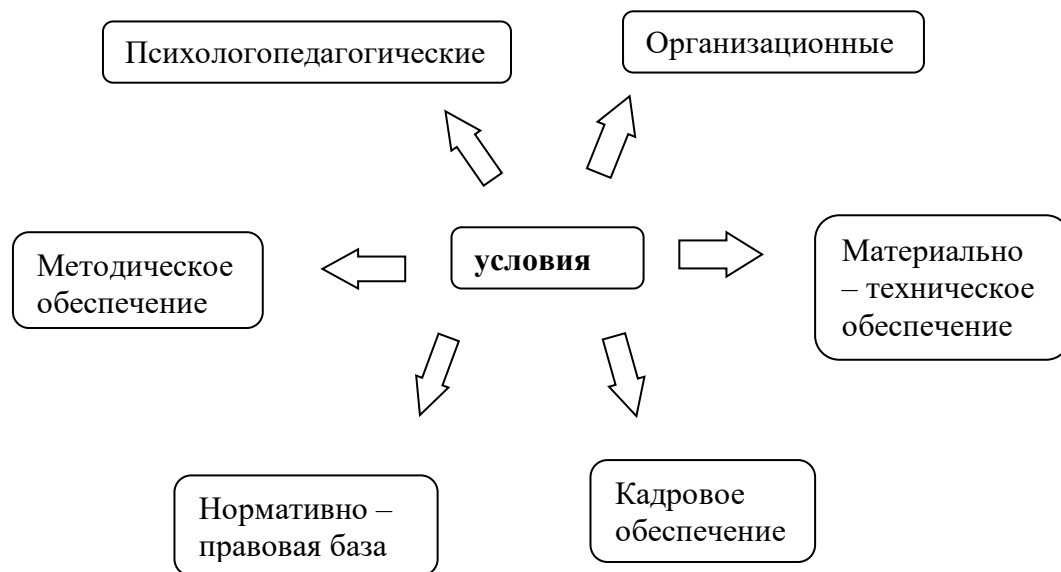 Психологопедагогические
Организационные
Методическое
обеспечение
условия
Материально
– техническое
обеспечение
Нормативно –
правовая база
Кадровое
обеспечение